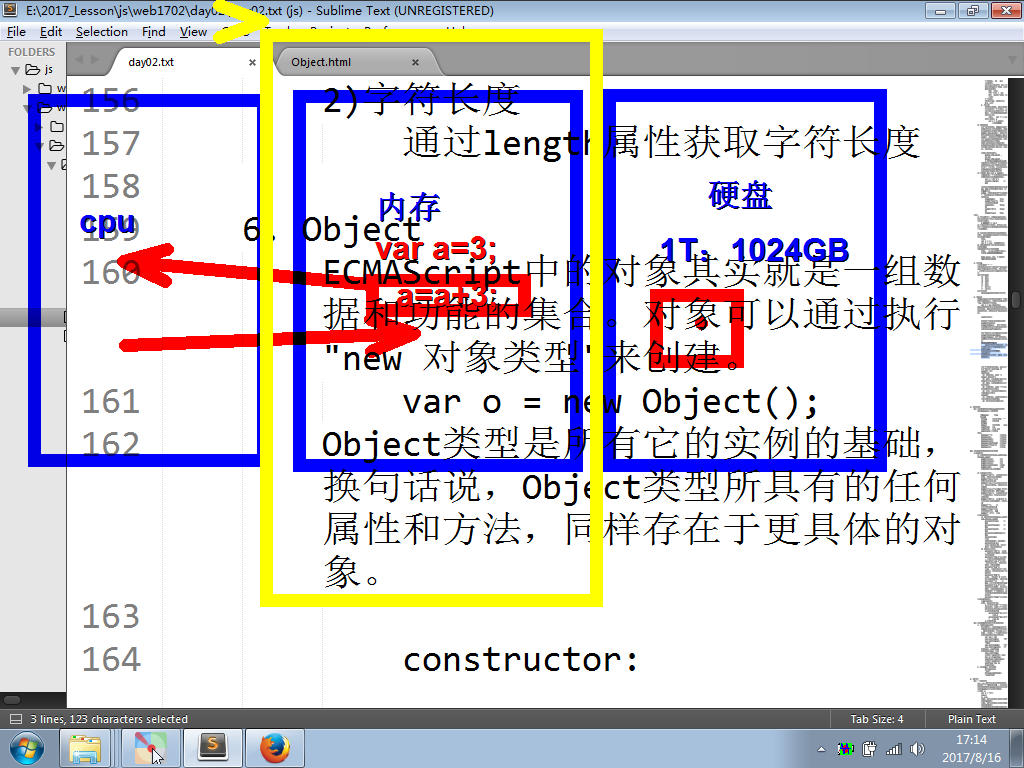 E:\2017_Lesson\js\web1702\day02\day02.txt (js) - Sublime Text (UNREGISTERED)
File Edit Selection Find View
FOLDERS
js
day02.txt
Object.html
156 2)字符长度
157 通过length属性获取字符长度
158
159 6. Object
160 ECMAScript中的对象其实就是一组数
据和功能的集合。对象可以通过执行
"new 对象类型"来创建。
161 var o = new Object();
162 Object类型是所有它的实例的基础，
换句话说，Object类型所具有的任何
属性和方法，同样存在于更具体的对
象。
163
164 constructor:
cpu
内存
var a=3;
a=a+3;
硬盘
1T：1024GB
3 lines, 123 characters selected
Tab Size: 4
Plain Text
17:14
2017/8/16